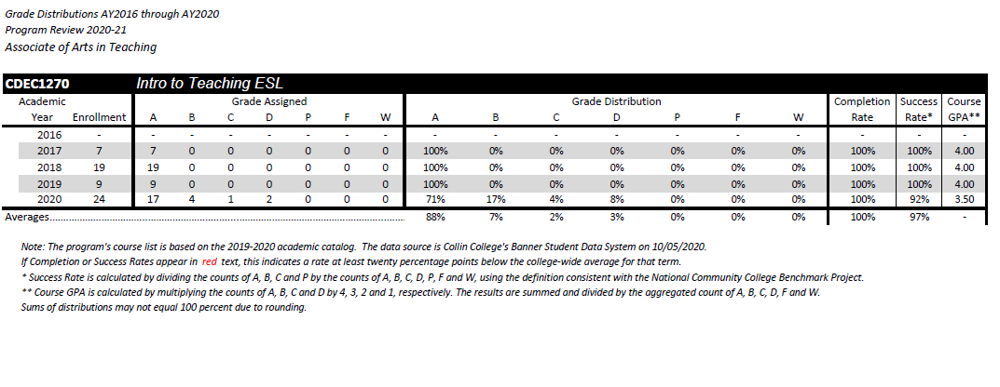 Grade Distributions AY2016 through AY2020
Program Review 2020-21
Associate of Arts in Teaching
CDEC1270 Intro to Teaching ESL
Academic Grade Assigned Grade Distribution Completion Success Course
Year Enrollment A B C D P F W A B C D P F W Rate Rate* GPA**
2016 - - - - - - - - - - - - - - - - - -
2017 7 7 0 0 0 0 0 0 100% 0% 0% 0% 0% 0% 0% 100% 100% 4.00
2018 19 19 0 0 0 0 0 0 100% 0% 0% 0% 0% 0% 0% 100% 100% 4.00
2019 9 9 0 0 0 0 0 0 100% 0% 0% 0% 0% 0% 0% 100% 100% 4.00
2020 24 17 4 1 2 0 0 0 71% 17% 4% 8% 0% 0% 0% 100% 92% 3.50
Averages........................................................................................................................ 88% 7% 2% 3% 0% 0% 0% 100% 97% -
Note: The program's course list is based on the 2019-2020 academic catalog. The data source is Collin College's Banner Student Data System on 10/05/2020.
If Completion or Success Rates appear in red text, this indicates a rate at least twenty percentage points below the college-wide average for that term.
* Success Rate is calculated by dividing the counts of A, B, C and P by the counts of A, B, C, D, P, F and W, using the definition consistent with the National Community College Benchmark Project.
** Course GPA is calculated by multiplying the counts of A, B, C and D by 4, 3, 2 and 1, respectively. The results are summed and divided by the aggregated count of A, B, C, D, F and W.
Sums of distributions may not equal 100 percent due to rounding.